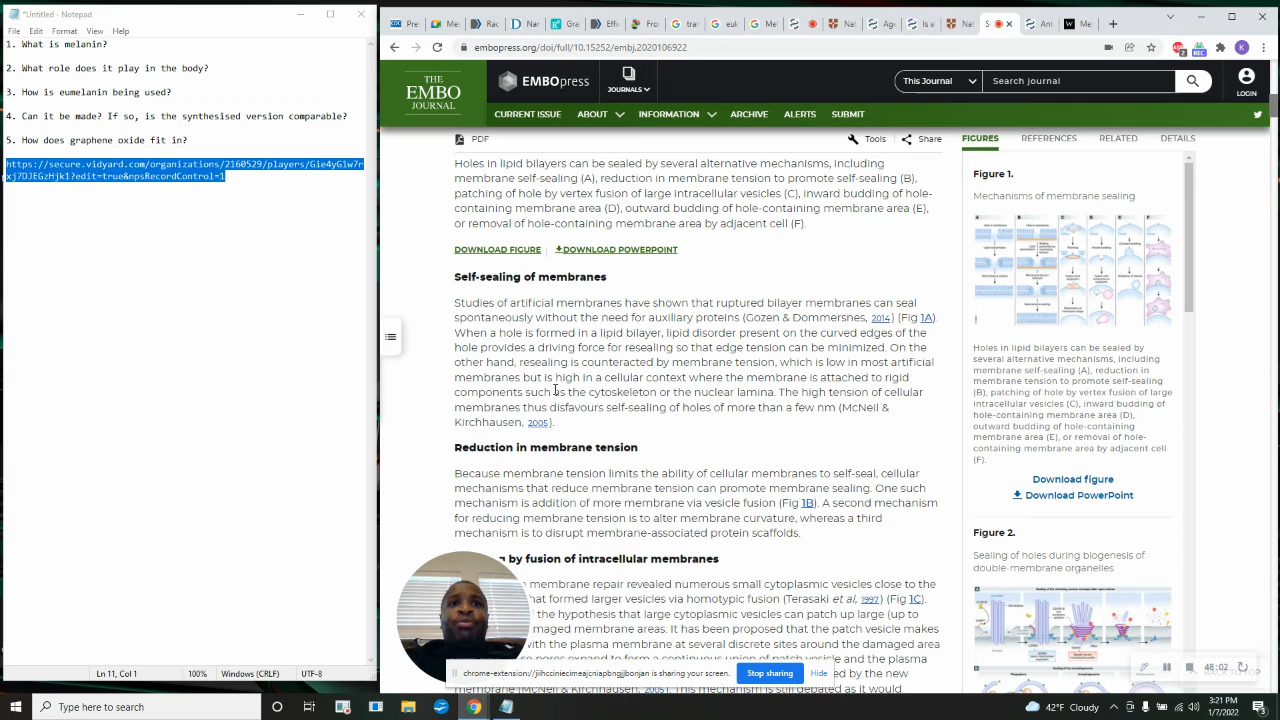 *Untitled - Notepad
File Edit Format View Help
1. What is melanin?
2. What role does it play in the body?
3. How is eumelanin being used?
4. Can it be made? If so, is the synthesised version comparable?
5. How does graphene oxide fit in?
https://secure.vidyard.com/organizations/2160529/players/Gie4yG1w7r
xj7DJEGzHjk1?edit=true&npsRecordControl=1
Ln 11, Col 1 100% Windows (CRLF) UTF-8
embopress.org/doi/full/10.15252/embj.2020106922
THE
EMBO
JOURNAL
EMBOpress
JOURNALS
This Journal
Search journal
LOGIN
CURRENT ISSUE ABOUT INFORMATION ARCHIVE ALERTS SUBMIT
PDF
Tools Share
Holes in lipid bilayers can be sealed by several alternative mechanisms, including
membrane self-sealing (A), reduction in membrane tension to promote self-sealing (B),
patching of hole by vertex fusion of large intracellular vesicles (C), inward budding of hole-
containing membrane area (D), outward budding of hole-containing membrane area (E),
or removal of hole-containing membrane area by adjacent cell (F).
DOWNLOAD FIGURE DOWNLOAD POWERPOINT
Self-sealing of membranes
Studies of artificial membranes have shown that ruptured bilayer membranes can seal
spontaneously without the need for auxiliary proteins (Gozen & Dommersnes, 2014) (Fig 1A).
When a hole is formed in a lipid bilayer, lipid disorder present on the curved edges of the
hole provides a driving force for resealing so that edge tension can be minimized. On the
other hand, resealing is counteracted by membrane tension, which is low in most artificial
membranes but is high in a cellular context where the membrane is attached to rigid
components such as the cytoskeleton or the nuclear lamina. The high tension of cellular
membranes thus disfavours self-sealing of holes of more than a few nm (McNeil &
Kirchhausen, 2005).
Reduction in membrane tension
Because membrane tension limits the ability of cellular membranes to self-seal, cellular
mechanisms that reduce membrane tension can promote membrane sealing. One such
mechanism is addition of more membrane via vesicle fusion (Fig 1B). A second mechanism
for reducing membrane tension is to alter membrane curvature, whereas a third
mechanism is to disrupt membrane-associated protein scaffolds.
by fusion of intracellular membranes
membrane repair revealed numerous small cytoplasmic vesicles close to the
that formed larger vesicles via homotypic fusion (Terasaki et al, 1997) (Fig 1C).
the hypothesis that large cytoplasmic vesicles can patch up large (up to
maged membrane areas. It has been proposed that the patch vesicle makes
with the plasma membrane at several discrete sites around the damaged area
FIGURES REFERENCES RELATED DETAILS
Figure 1.
Mechanisms of membrane sealing
Holes in lipid bilayers can be sealed by
several alternative mechanisms, including
membrane self-sealing (A), reduction in
membrane tension to promote self-sealing
(B), patching of hole by vertex fusion of large
intracellular vesicles (C), inward budding of
hole-containing membrane area (D),
outward budding of hole-containing
membrane area (E), or removal of hole-
containing membrane area by adjacent cell
(F).
Download figure
Download PowerPoint
Figure 2.
Sealing of holes during biogenesis of
double-membrane organelles
is sharing your screen.
Stop sharing
Hide
48:02
BACK TO TOP
Type here to search
42°F Cloudy
3:21 PM
1/7/2022